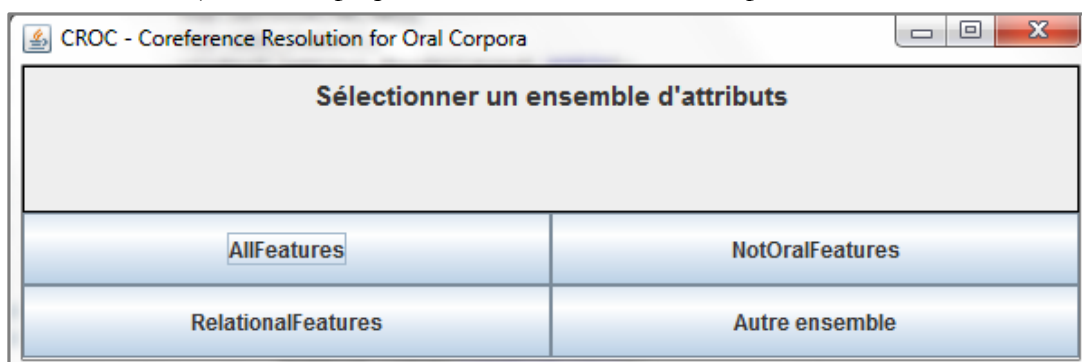 CROC - Coreference Resolution for Oral Corpora
Sélectionner un ensemble d'attributs
AllFeatures
NotOralFeatures
RelationalFeatures
Autre ensemble